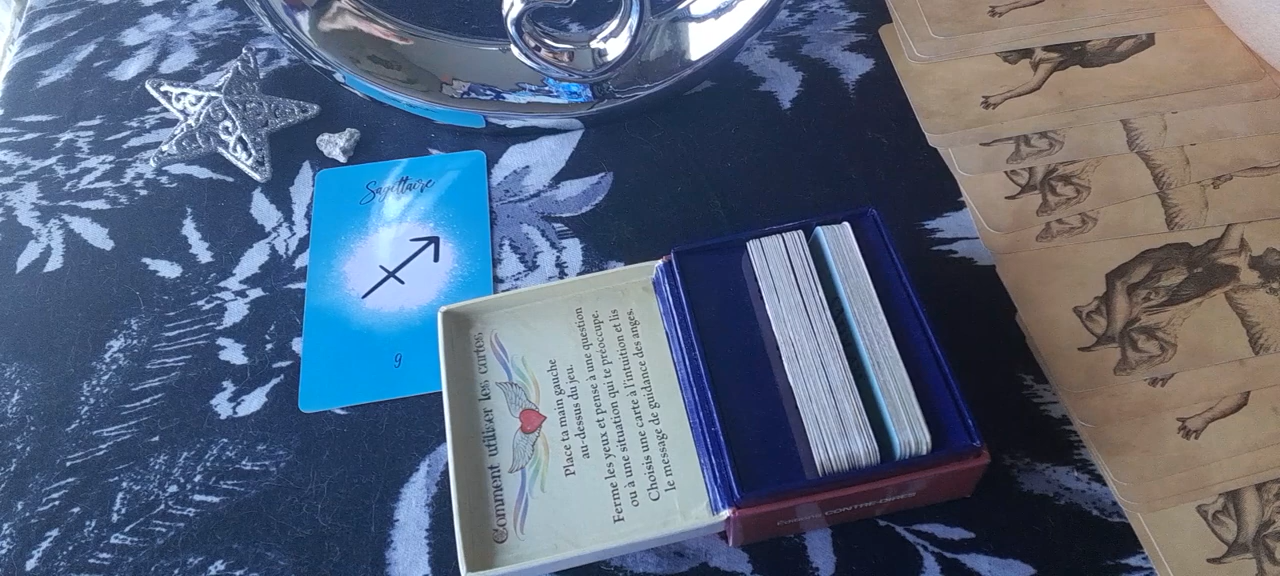 Sagittaire
9
Comment utiliser les cartes
Place ta main gauche
au-dessus du jeu.
Ferme les yeux et pense à une question
ou à une situation qui te préoccupe.
Choisis une carte à l'intuition et lis
le message de guidance des anges.
CONTRE-DIRES